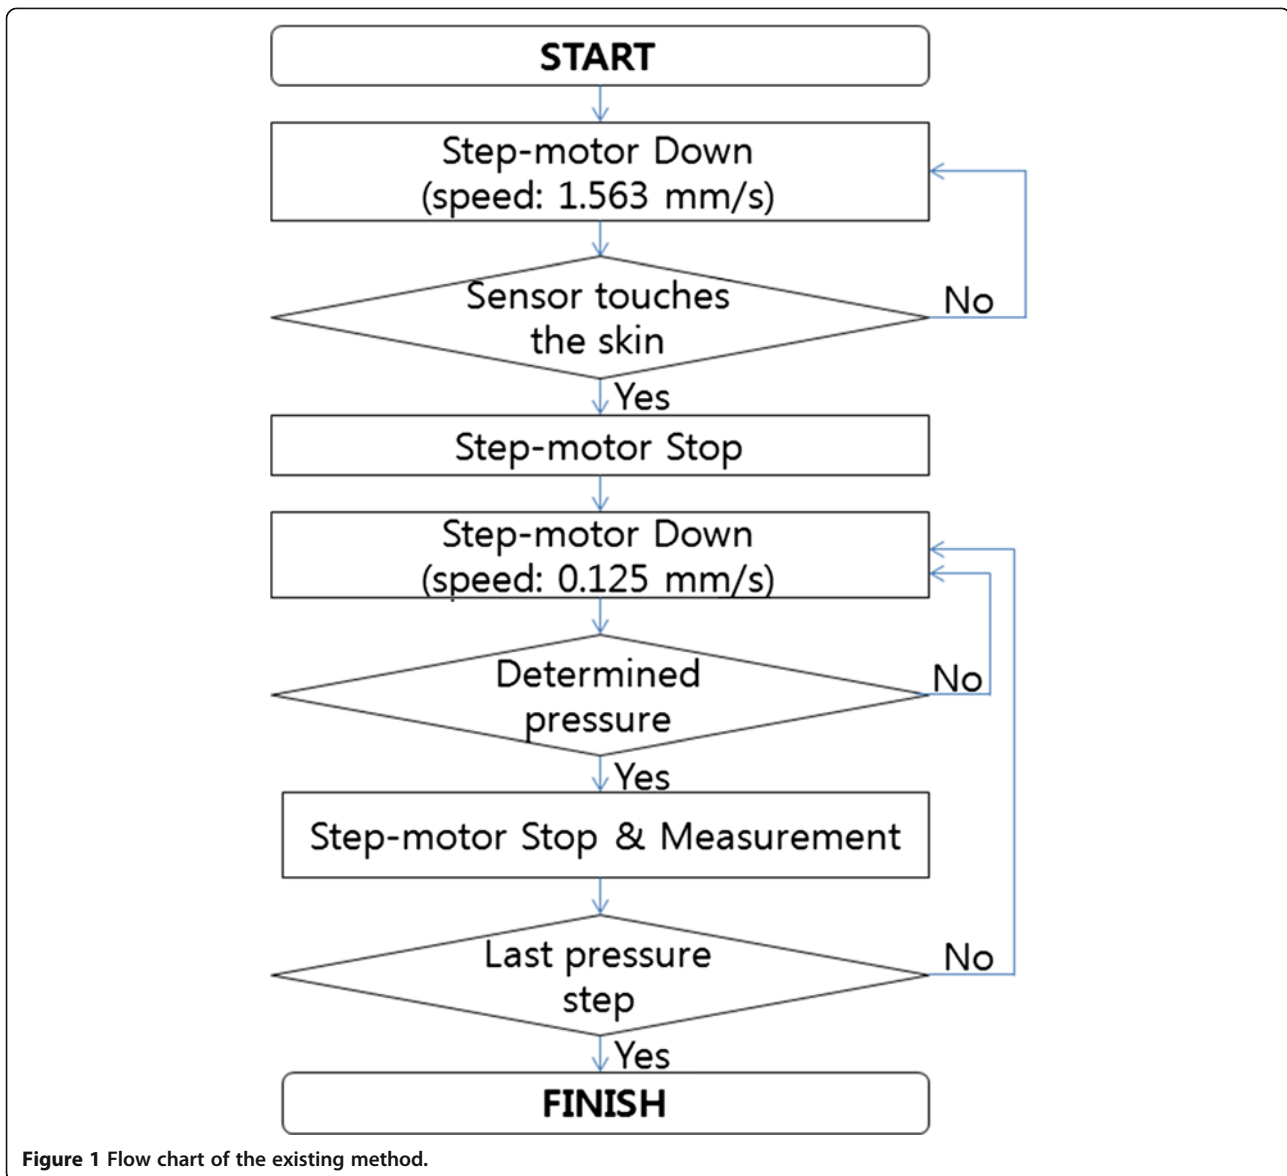 START
Step-motor Down
(speed: 1.563 mm/s)
Sensor touches
the skin
No
Yes
Step-motor Stop
Step-motor Down
(speed: 0.125 mm/s)
Determined
pressure
No
Yes
Step-motor Stop & Measurement
Last pressure
step
No
Yes
FINISH
Figure 1 Flow chart of the existing method.